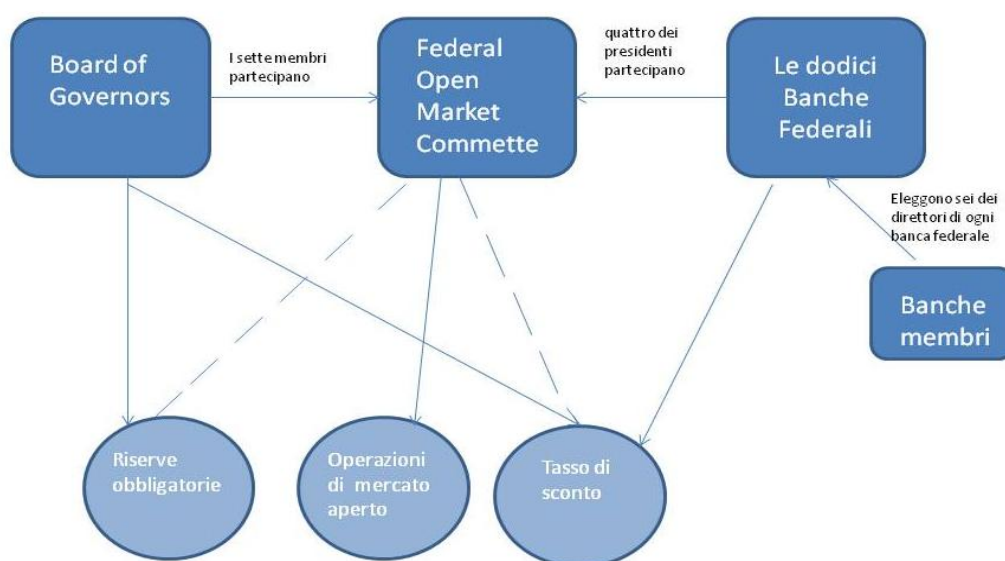 Board of
Governors
I sette membri
partecipano
Federal
Open
Market
Commette
quattro dei
presidenti
partecipano
Le dodici
Banche
Federali
Eleggono sei dei
direttori di ogni
banca federale
Banche
membri
Riserve
obbligatorie
Operazioni
di mercato
aperto
Tasso di
sconto